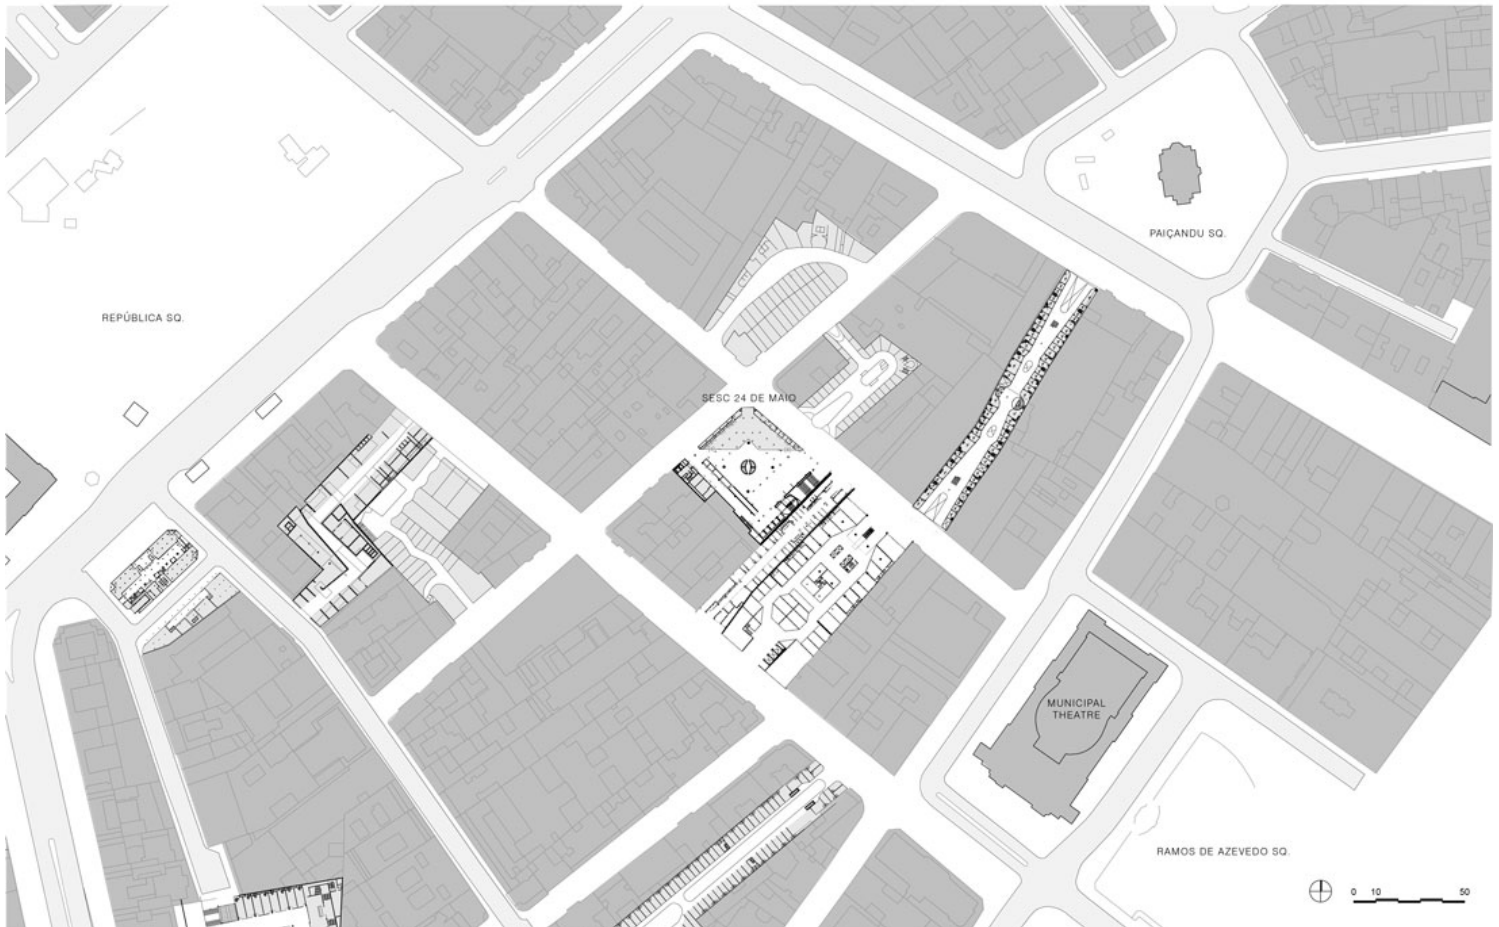 PAIÇANDU SQ.
REPÚBLICA SQ.
SESC 24 DE MAIO
MUNICIPAL
THEATRE
RAMOS DE AZEVEDO SQ.
0 10 50